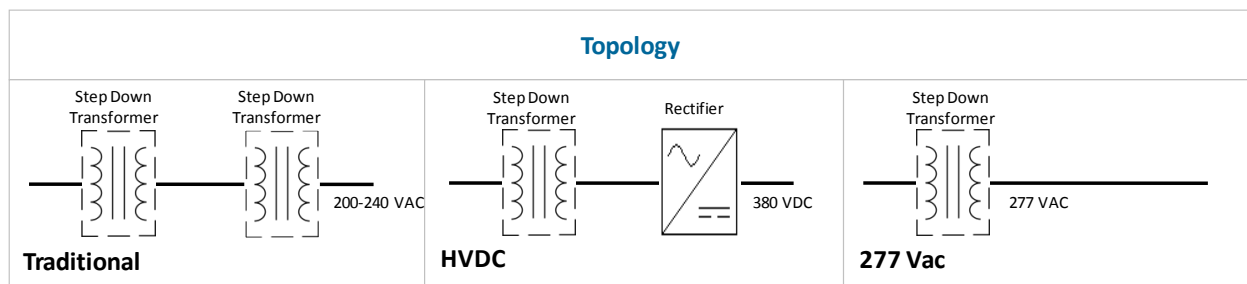 Topology
Step Down
Transformer
Step Down
Transformer
200-240 VAC
Traditional
Step Down
Transformer
Rectifier
380 VDC
HVDC
Step Down
Transformer
277 VAC
277 Vac